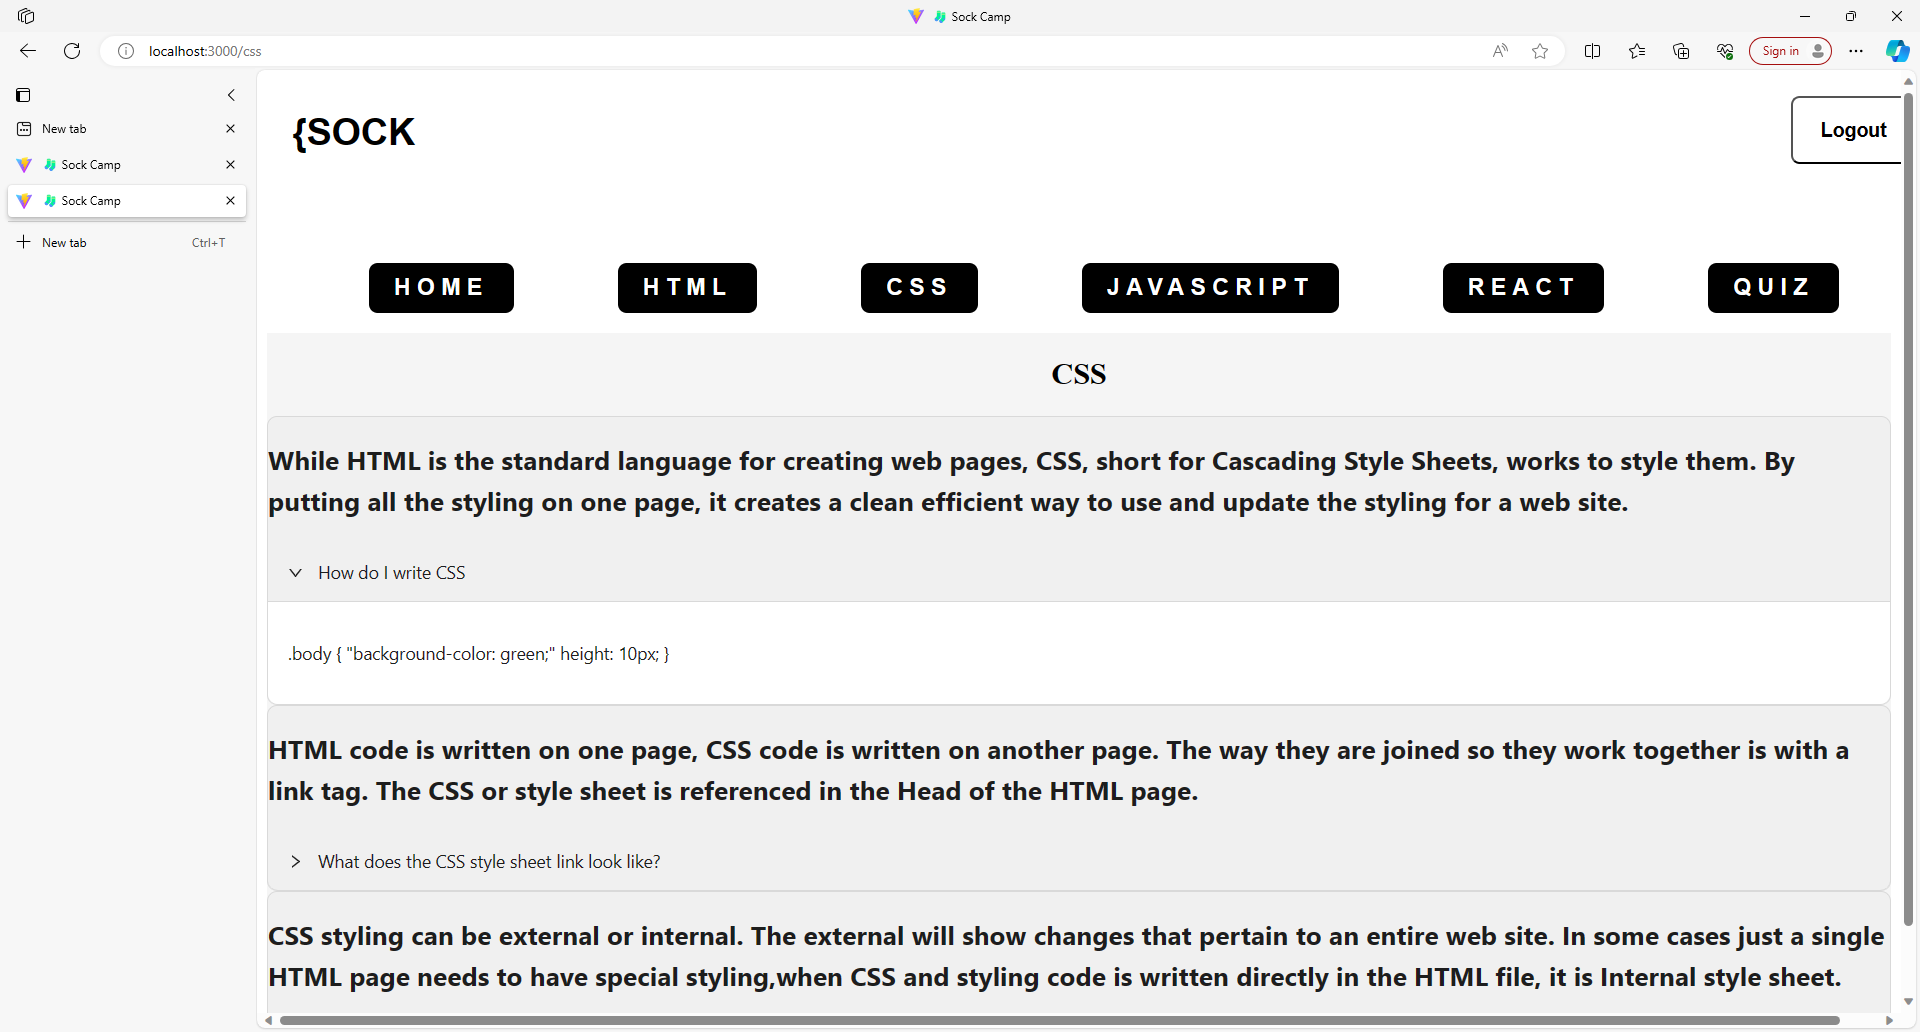 Sock Camp
localhost:3000/css
Sign in
New tab
Sock Camp
Sock Camp
New tab Ctrl+T
{SOCK
Logout
HOME HTML CSS JAVASCRIPT REACT QUIZ
CSS
While HTML is the standard language for creating web pages, CSS, short for Cascading Style Sheets, works to style them. By
putting all the styling on one page, it creates a clean efficient way to use and update the styling for a web site.
How do I write CSS
.body { "background-color: green;" height: 10px; }
HTML code is written on one page, CSS code is written on another page. The way they are joined so they work together is with a
link tag. The CSS or style sheet is referenced in the Head of the HTML page.
What does the CSS style sheet link look like?
CSS styling can be external or internal. The external will show changes that pertain to an entire web site. In some cases just a single
HTML page needs to have special styling,when CSS and styling code is written directly in the HTML file, it is Internal style sheet.